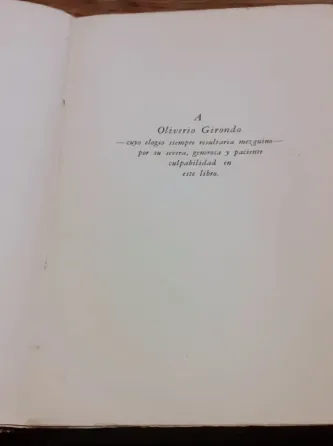 A
Oliverio Girondo
—cuyo elogio siempre resultaría mezquino—
por su severa, generosa y paciente
culpabilidad en
este libro.